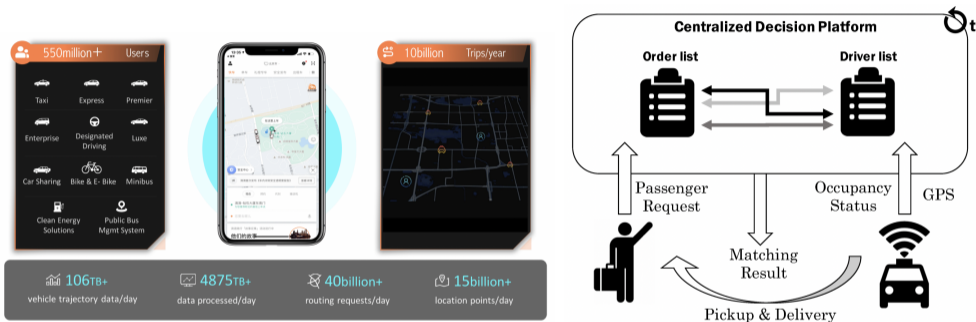 550million+ Users
Taxi
Express
Premier
Enterprise
Designated
Driving
Luxe
Car Sharing
Bike & E- Bike
Minibus
Clean Energy
Solutions
Public Bus
Mgmt System
10billion Trips/year
106TB+
vehicle trajectory data/day
4875TB+
data processed/day
40billion+
routing requests/day
15billion+
location points/day
Centralized Decision Platform
t
Order list
Driver list
Passenger
Request
Occupancy
Status
GPS
Matching
Result
Pickup & Delivery